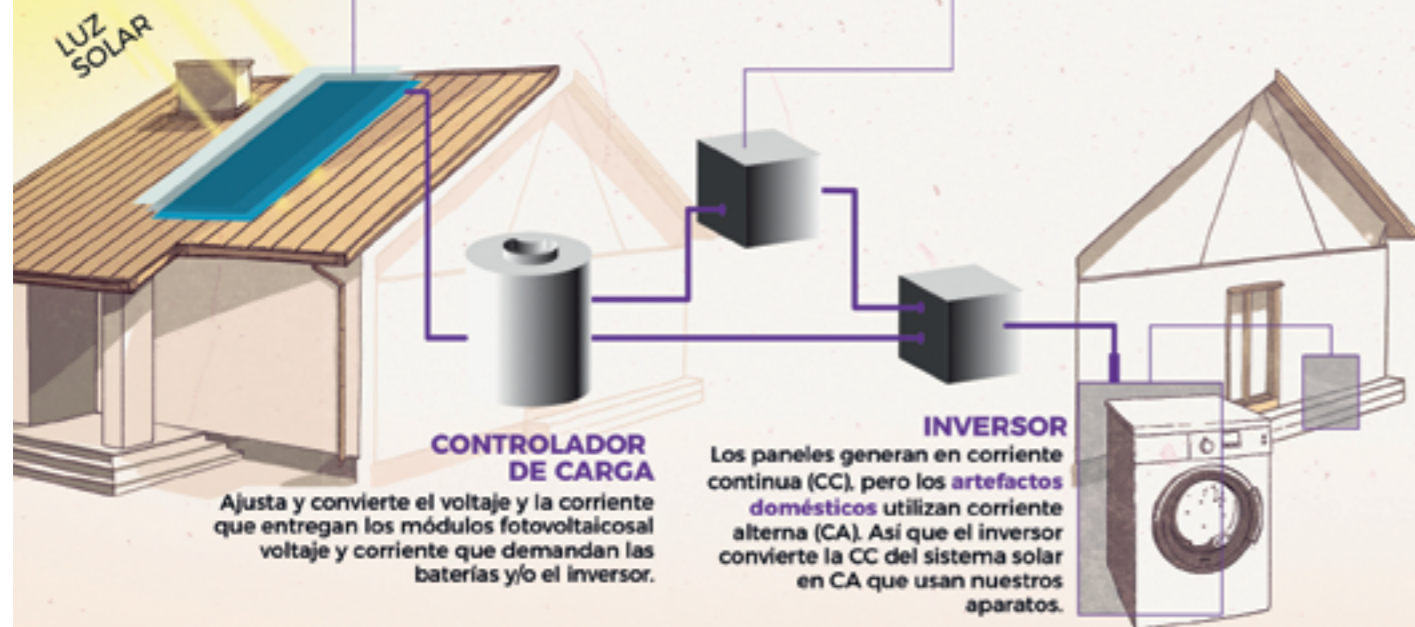 LUZ
SOLAR
CONTROLADOR
DE CARGA
Ajusta y convierte el voltaje y la corriente
que entregan los módulos fotovoltaicosal
voltaje y corriente que demandan las
baterías y/o el inversor.
INVERSOR
Los paneles generan en corriente
continua (CC), pero los artefactos
domésticos utilizan corriente
alterna (CA). Así que el inversor
convierte la CC del sistema solar
en CA que usan nuestros
aparatos.